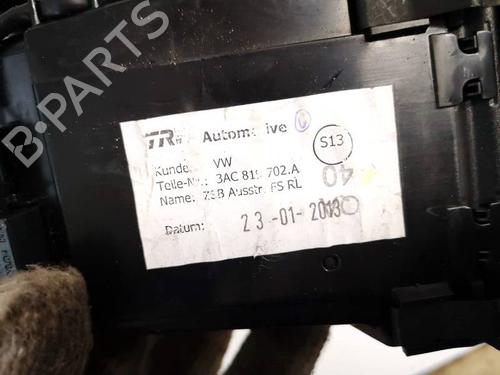 B-PARTS
TR Automotive
S13
Kunde: VW
Teile-Nr.: 3AC 819 702.A
40
Name: ZSB Ausstr. FS RL
Datum: 23-01-2013